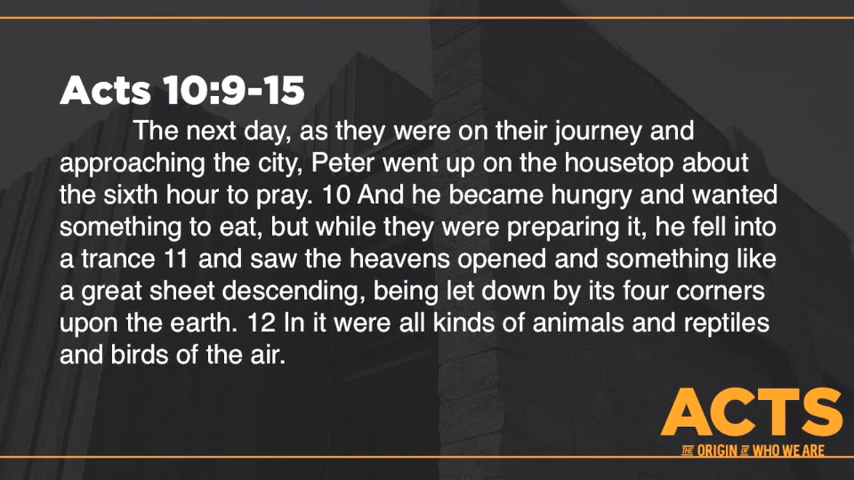 Acts 10:9-15
The next day, as they were on their journey and
approaching the city, Peter went up on the housetop about
the sixth hour to pray. 10 And he became hungry and wanted
something to eat, but while they were preparing it, he fell into
a trance 11 and saw the heavens opened and something like
a great sheet descending, being let down by its four corners
upon the earth. 12 In it were all kinds of animals and reptiles
and birds of the air.
ACTS
THE ORIGIN OF WHO WE ARE